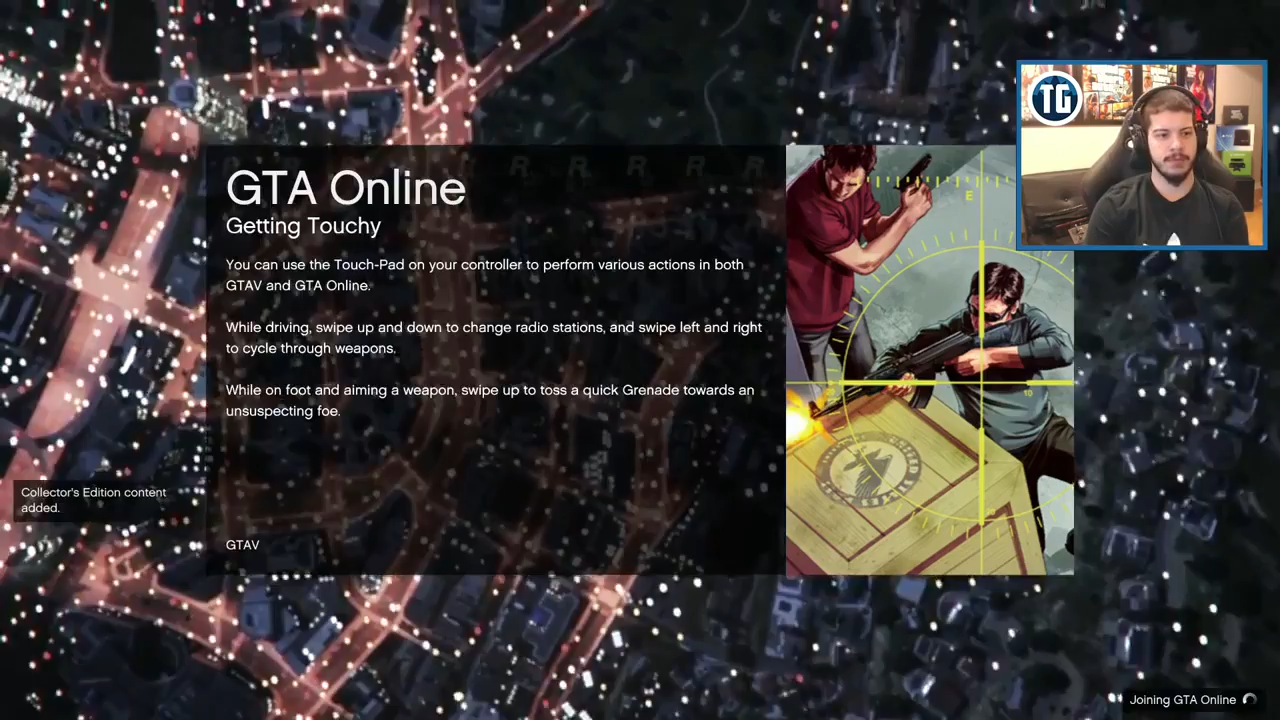 TG
GTA Online
Getting Touchy
You can use the Touch-Pad on your controller to perform various actions in both
GTAV and GTA Online.
While driving, swipe up and down to change radio stations, and swipe left and right
to cycle through weapons.
While on foot and aiming a weapon, swipe up to toss a quick Grenade towards an
unsuspecting foe.
Collector's Edition content
added.
GTAV
E
10
Joining GTA Online